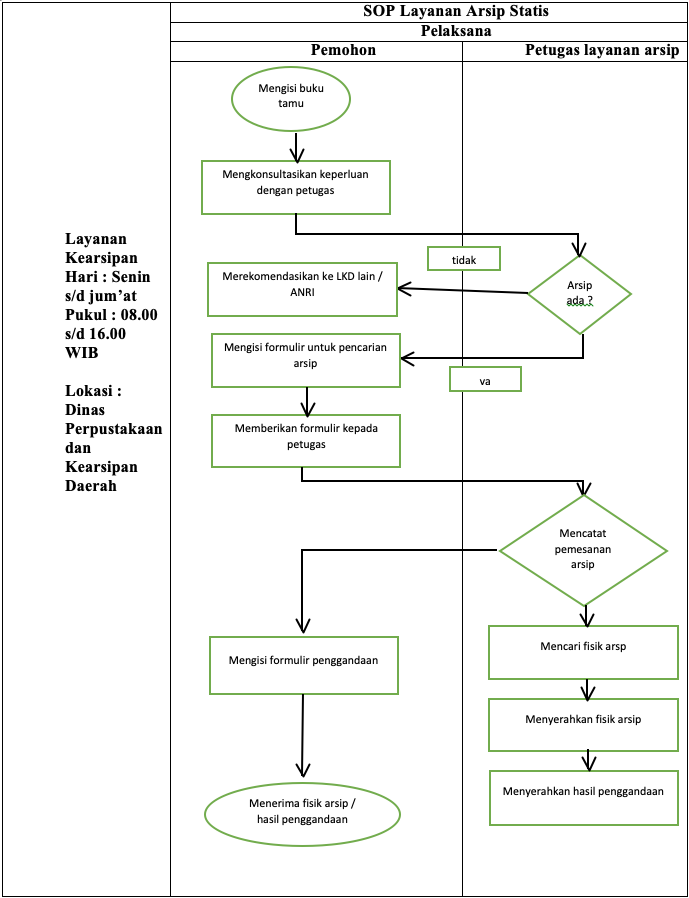 SOP Layanan Arsip Statis
Pelaksana
Pemohon
Petugas layanan arsip
Layanan
Kearsipan
Hari : Senin
s/d jum’at
Pukul : 08.00
s/d 16.00
WIB
Lokasi :
Dinas
Perpustakaan
dan
Kearsipan
Daerah
Mengisi buku
tamu
Mengkonsultasikan keperluan
dengan petugas
Arsip
ada ?
tidak
Merekomendasikan ke LKD lain /
ANRI
Mengisi formulir untuk pencarian
arsip
va
Memberikan formulir kepada
petugas
Mencatat
pemesanan
arsip
Mengisi formulir penggandaan
Mencari fisik arsp
Menyerahkan fisik arsip
Menyerahkan hasil penggandaan
Menerima fisik arsip /
hasil penggandaan